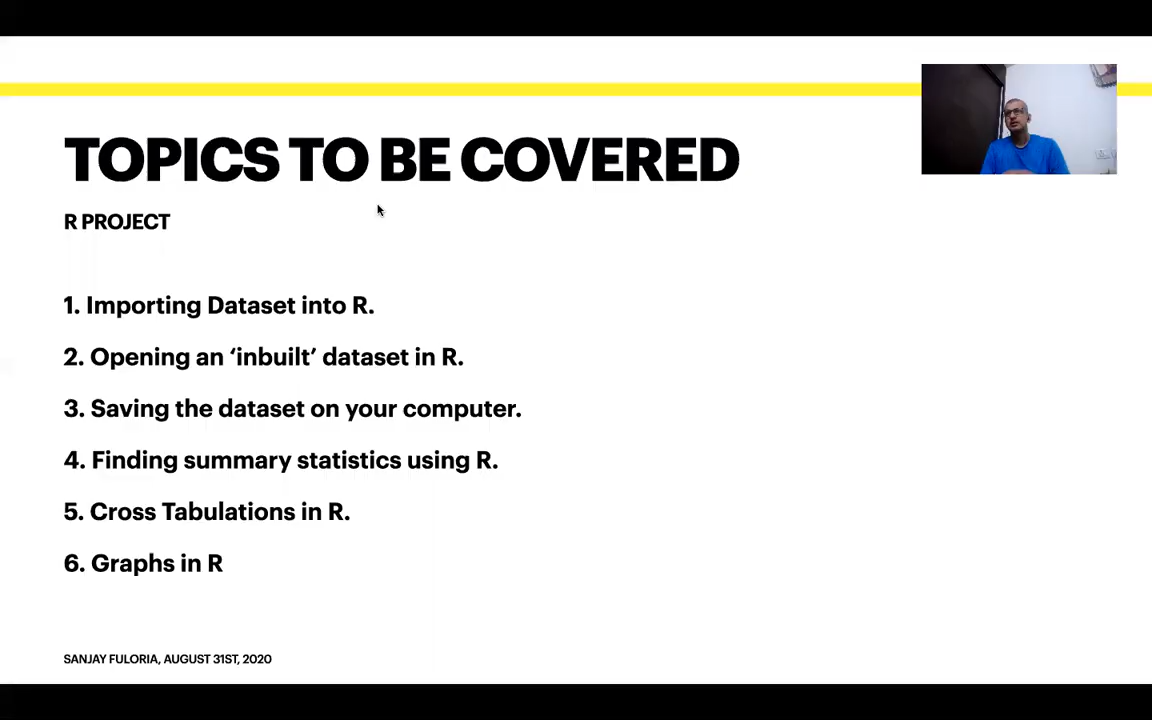 TOPICS TO BE COVERED
R PROJECT
1. Importing Dataset into R.
2. Opening an ‘inbuilt’ dataset in R.
3. Saving the dataset on your computer.
4. Finding summary statistics using R.
5. Cross Tabulations in R.
6. Graphs in R
SANJAY FULORIA, AUGUST 31ST, 2020